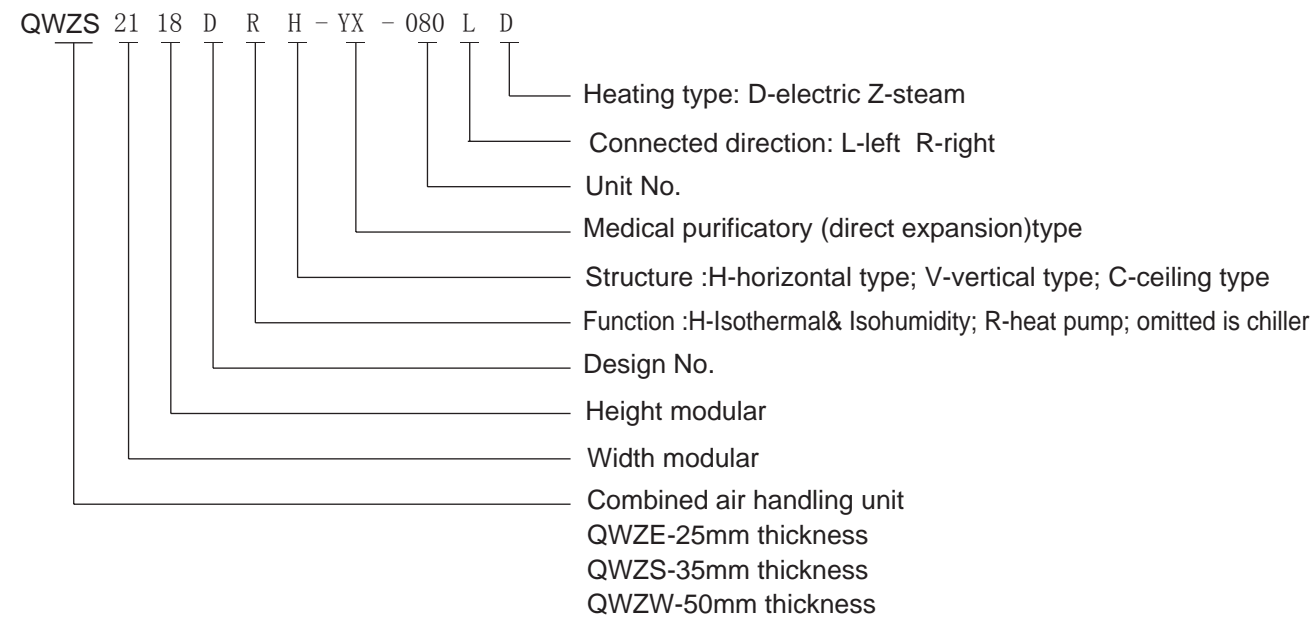 QWZS 21 18 D R H - YX - 080 L D
Heating type: D-electric Z-steam
Connected direction: L-left R-right
Unit No.
Medical purificatory (direct expansion)type
Structure :H-horizontal type; V-vertical type; C-ceiling type
Function :H-Isothermal& Isohumidity; R-heat pump; omitted is chiller
Design No.
Height modular
Width modular
Combined air handling unit
QWZE-25mm thickness
QWZS-35mm thickness
QWZW-50mm thickness